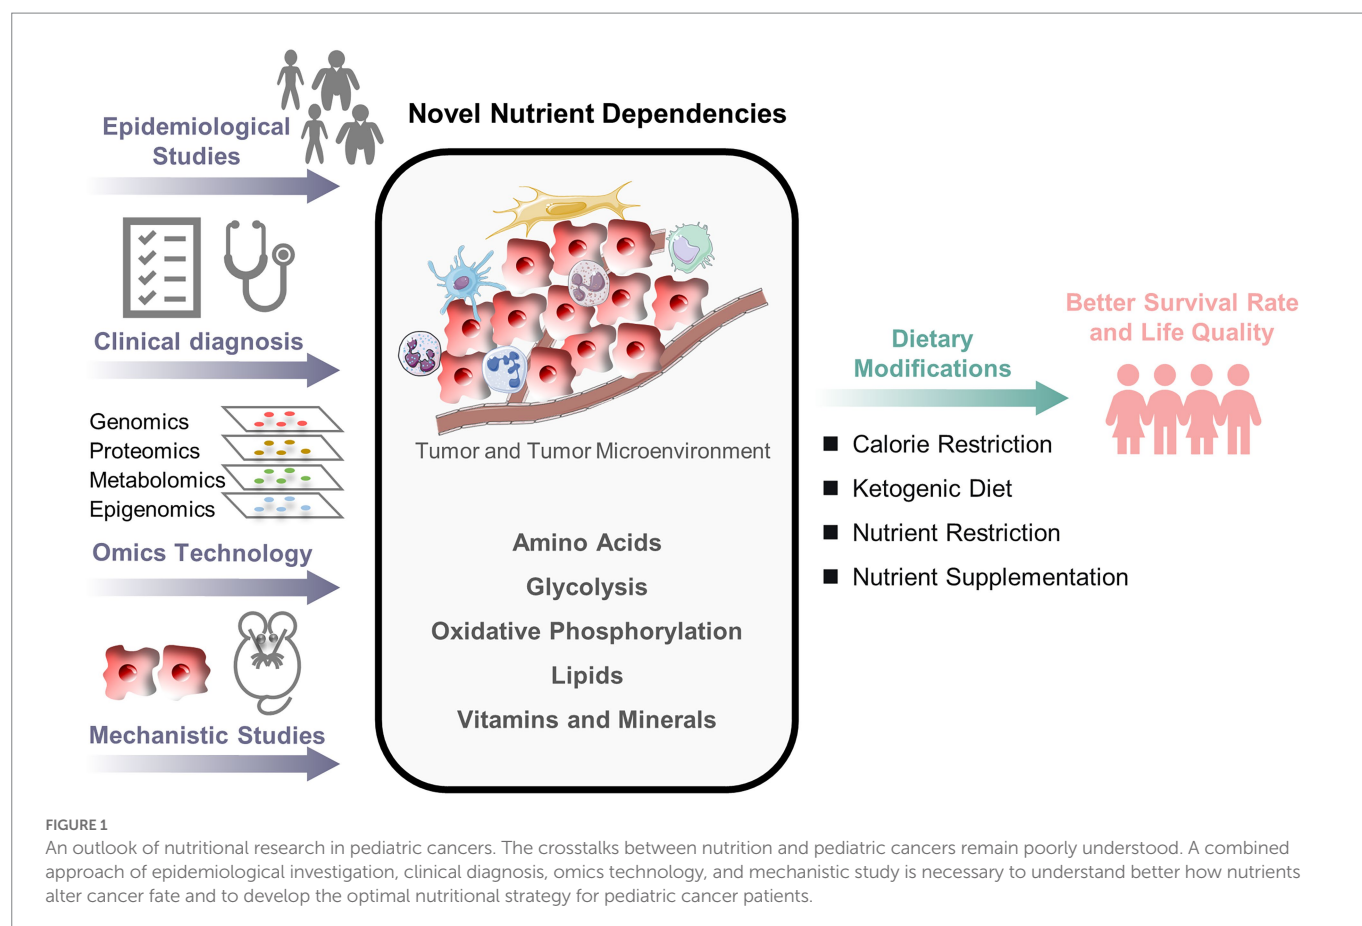 Epidemiological
Studies
Clinical diagnosis
Genomics
Proteomics
Metabolomics
Epigenomics
Omics Technology
Mechanistic Studies
Novel Nutrient Dependencies
Tumor and Tumor Microenvironment
Amino Acids
Glycolysis
Oxidative Phosphorylation
Lipids
Vitamins and Minerals
Dietary
Modifications
Calorie Restriction
Ketogenic Diet
Nutrient Restriction
Nutrient Supplementation
Better Survival Rate
and Life Quality
FIGURE 1
An outlook of nutritional research in pediatric cancers. The crosstalks between nutrition and pediatric cancers remain poorly understood. A combined
approach of epidemiological investigation, clinical diagnosis, omics technology, and mechanistic study is necessary to understand better how nutrients
alter cancer fate and to develop the optimal nutritional strategy for pediatric cancer patients.